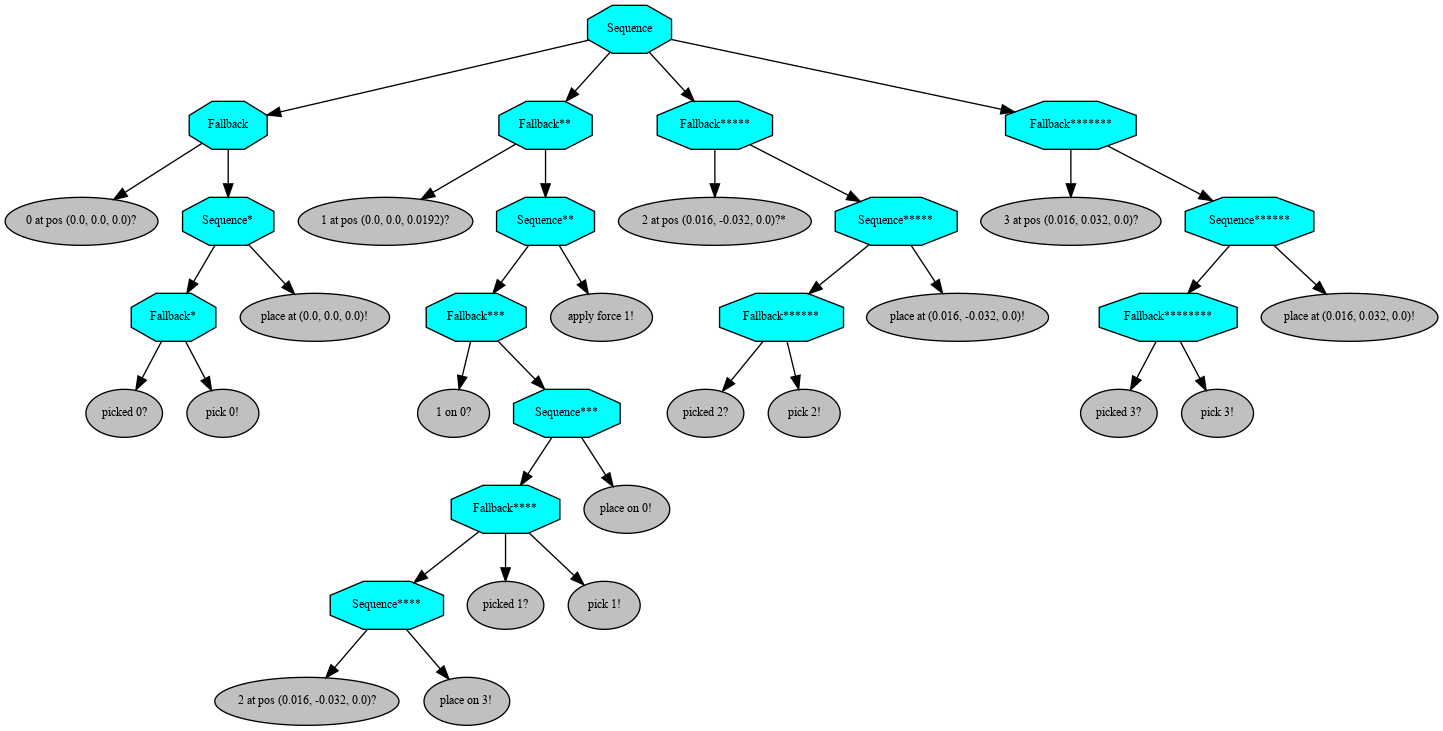 Sequence
Fallback
Fallback**
Fallback*****
Fallback*******
0 at pos (0.0, 0.0, 0.0)?
Sequence*
1 at pos (0.0, 0.0, 0.0192)?
Sequence**
2 at pos (0.016, -0.032, 0.0)?*
Sequence*****
3 at pos (0.016, 0.032, 0.0)?
Sequence******
Fallback*
place at (0.0, 0.0, 0.0)!
Fallback***
apply force 1!
Fallback******
place at (0.016, -0.032, 0.0)!
Fallback********
place at (0.016, 0.032, 0.0)!
picked 0?
pick 0!
1 on 0?
Sequence***
picked 2?
pick 2!
picked 3?
pick 3!
Fallback****
place on 0!
Sequence****
picked 1?
pick 1!
2 at pos (0.016, -0.032, 0.0)?
place on 3!